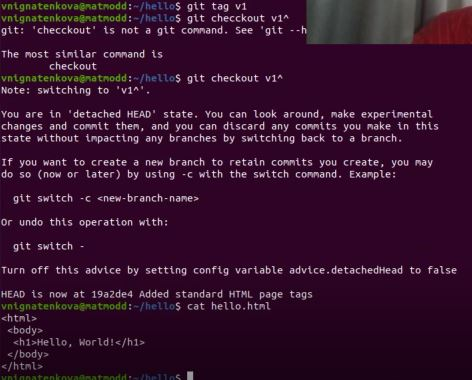 vnignatenkova@matmodd:~/hello$ git tag v1
vnignatenkova@matmodd:~/hello$ git checckout v1^
git: 'checckout' is not a git command. See 'git --h
The most similar command is
checkout
vnignatenkova@matmodd:~/hello$ git checkout v1^
Note: switching to 'v1^'.
You are in 'detached HEAD' state. You can look around, make experimental
changes and commit them, and you can discard any commits you make in this
state without impacting any branches by switching back to a branch.
If you want to create a new branch to retain commits you create, you may
do so (now or later) by using -c with the switch command. Example:
git switch -c <new-branch-name>
Or undo this operation with:
git switch -
Turn off this advice by setting config variable advice.detachedHead to false
HEAD is now at 19a2de4 Added standard HTML page tags
vnignatenkova@matmodd:~/hello$ cat hello.html
<html>
<body>
<h1>Hello, World!</h1>
</body>
</html>
vnignatenkova@matmodd:~/hello$